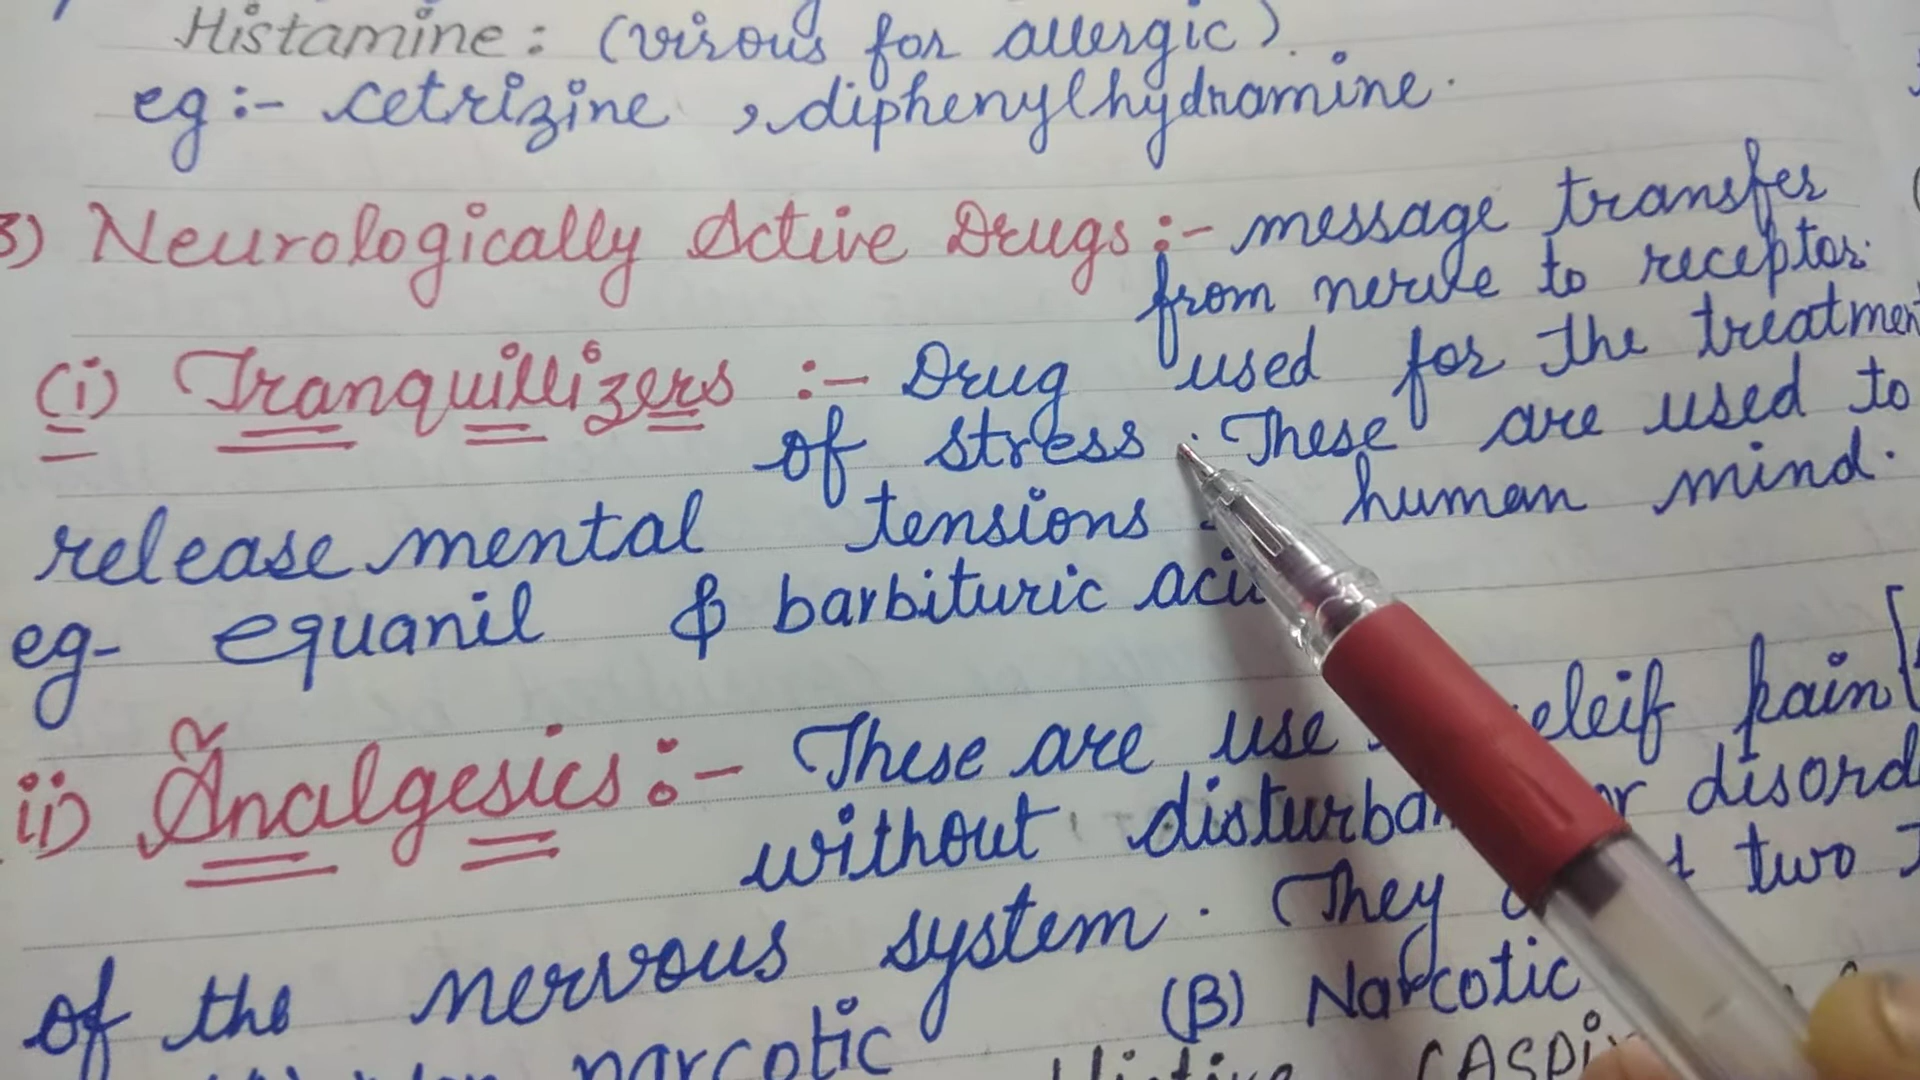 Histamine: (virous for allergic).
eg :- cetrizine , diphenylhydramine.
3) Neurologically Active Drugs :- message transfer
from nerve to receptor.
(i) Tranquillizers :- Drug used for the treatment
of stress. These are used to
release mental tensions human mind.
eg- equanil & barbituric
ii) Analgesics :- These are use pain
without or
of the nervous system. They two
narcotic (B) Narcotic